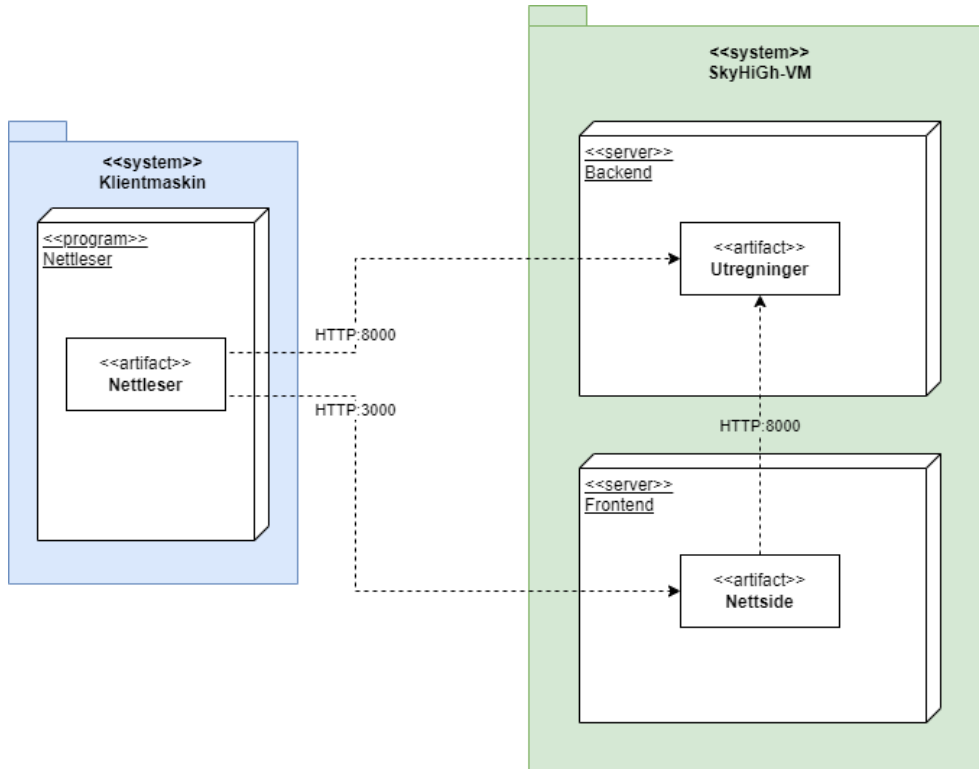 <<system>>
Klientmaskin
<<program>>
Nettleser
<<artifact>>
Nettleser
HTTP:8000
HTTP:3000
<<system>>
SkyHiGh-VM
<<server>>
Backend
<<artifact>>
Utregninger
HTTP:8000
<<server>>
Frontend
<<artifact>>
Nettside